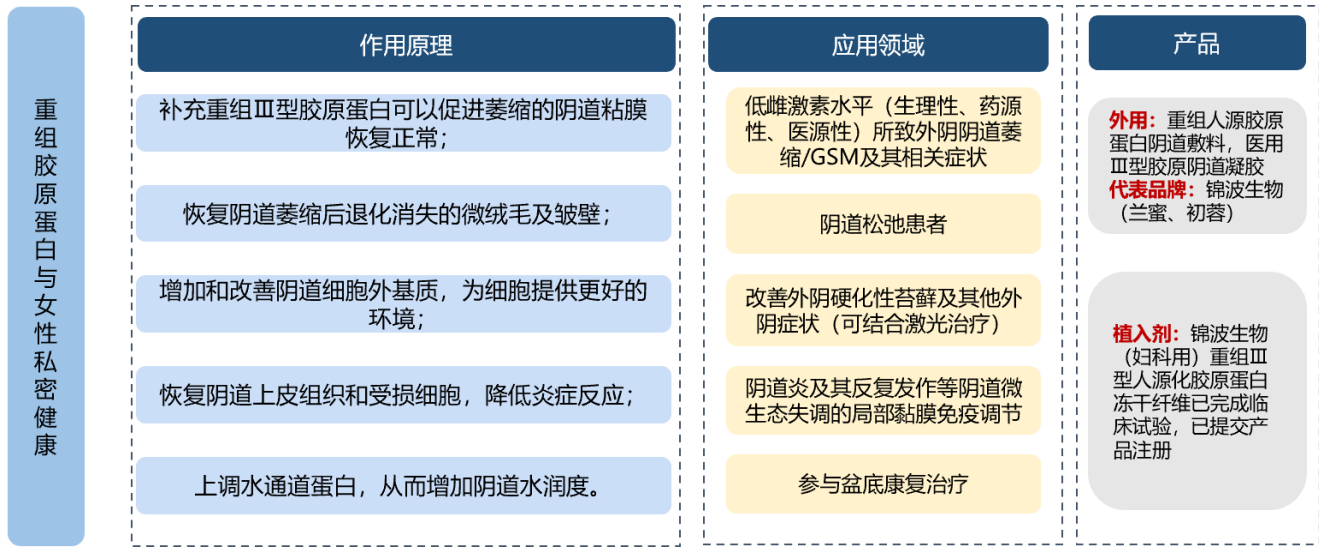 重组胶原蛋白与女性私密健康
作用原理
补充重组Ⅲ型胶原蛋白可以促进萎缩的阴道粘膜
恢复正常；
恢复阴道萎缩后退化消失的微绒毛及皱壁；
增加和改善阴道细胞外基质，为细胞提供更好的
环境；
恢复阴道上皮组织和受损细胞，降低炎症反应；
上调水通道蛋白，从而增加阴道水润度。
应用领域
低雌激素水平（生理性、药源
性、医源性）所致外阴阴道萎
缩/GSM及其相关症状
阴道松弛患者
改善外阴硬化性苔藓及其他外
阴症状（可结合激光治疗）
阴道炎及其反复发作等阴道微
生态失调的局部黏膜免疫调节
参与盆底康复治疗
产品
外用：重组人源胶原
蛋白阴道敷料，医用
Ⅲ型胶原阴道凝胶
代表品牌：锦波生物
（兰蜜、初蓉）
植入剂：锦波生物
（妇科用）重组Ⅲ
型人源化胶原蛋白
冻干纤维已完成临
床试验，已提交产
品注册